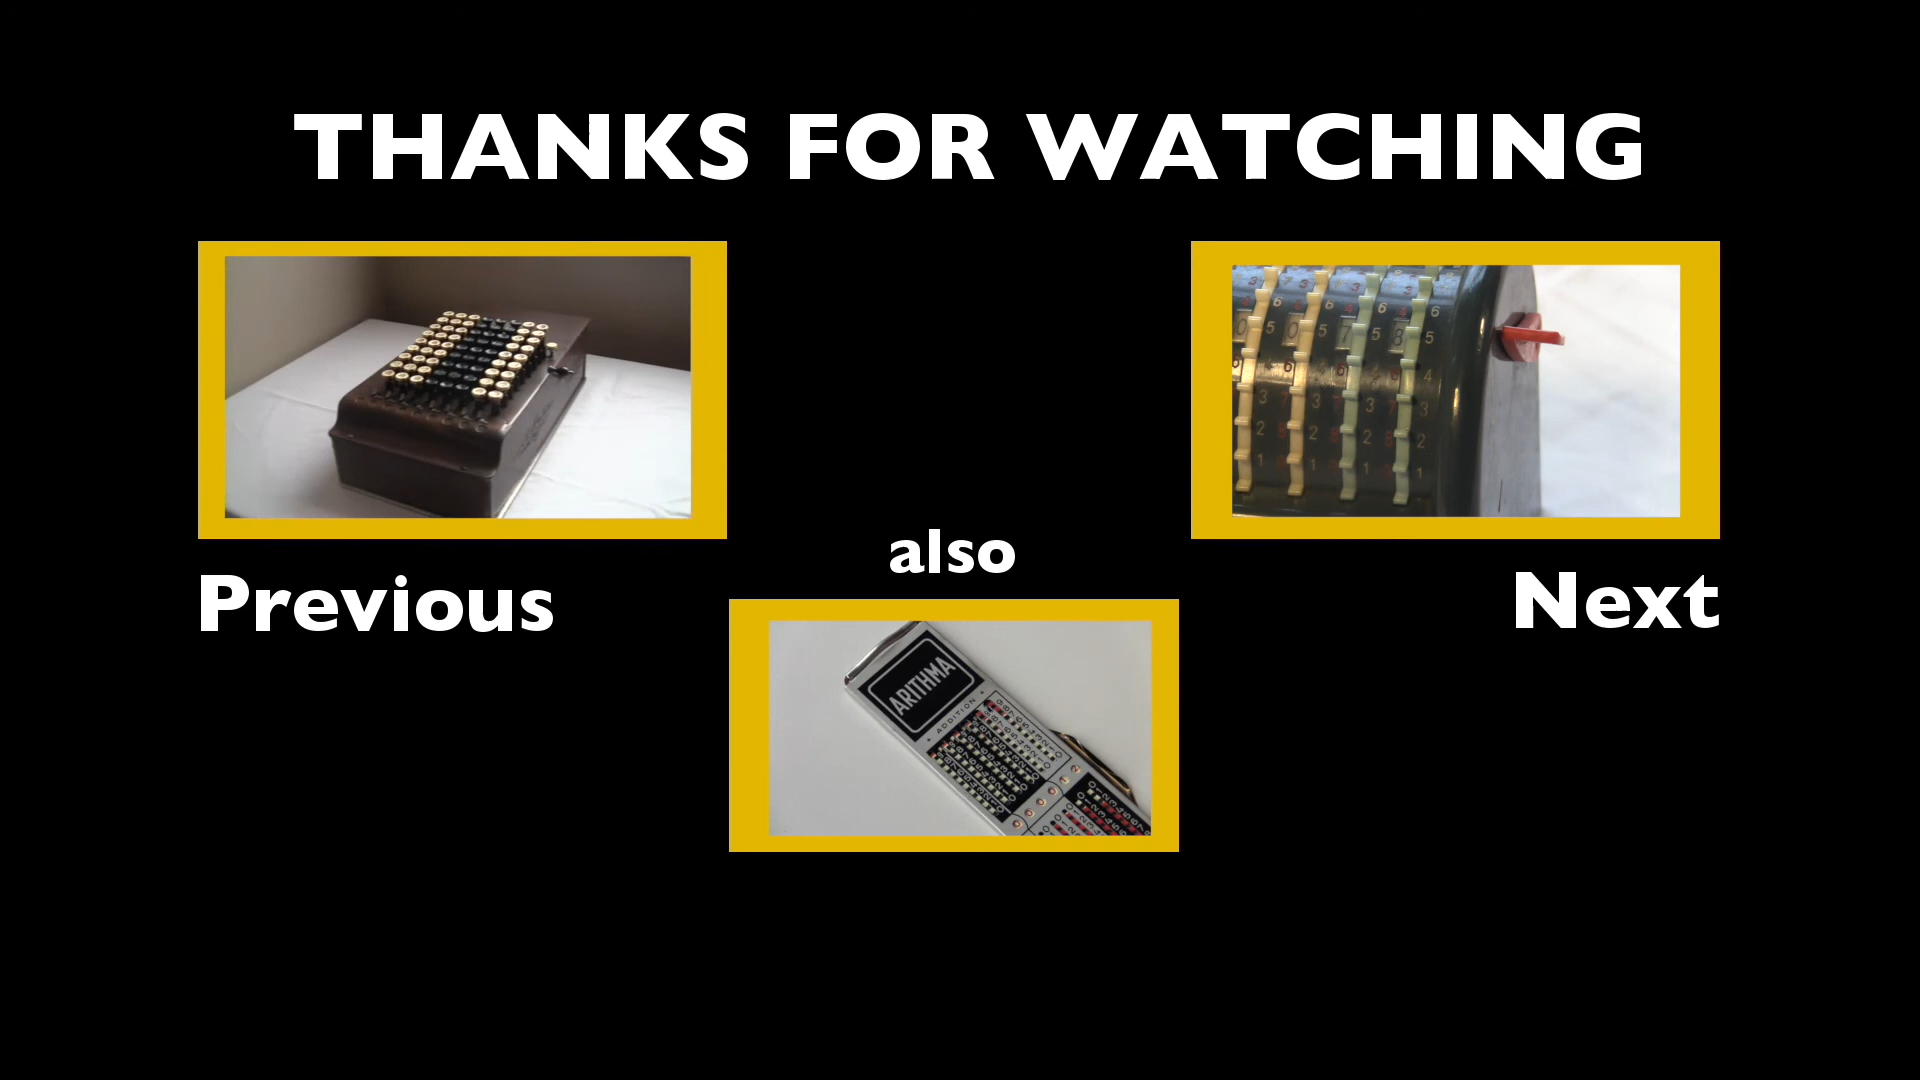 THANKS FOR WATCHING
Previous
Next
also
ARITHMA
ADDITION